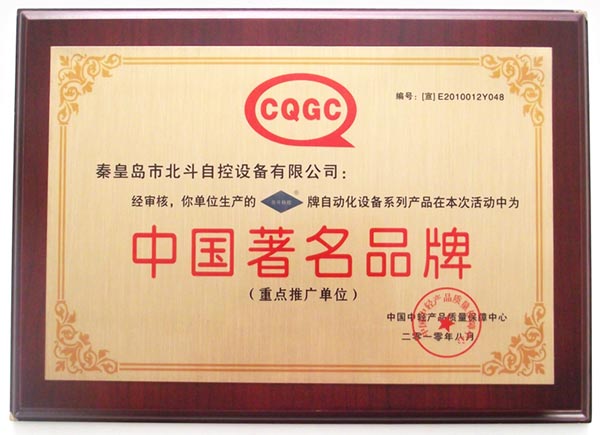 CQGC
编号：[宣] E2010012Y048
秦皇岛市北斗自控设备有限公司：
经审核，你单位生产的 ® 牌自动化设备系列产品在本次活动中为
中国著名品牌
（重点推广单位）
中国中轻产品质量保障中心
二零一零年八月